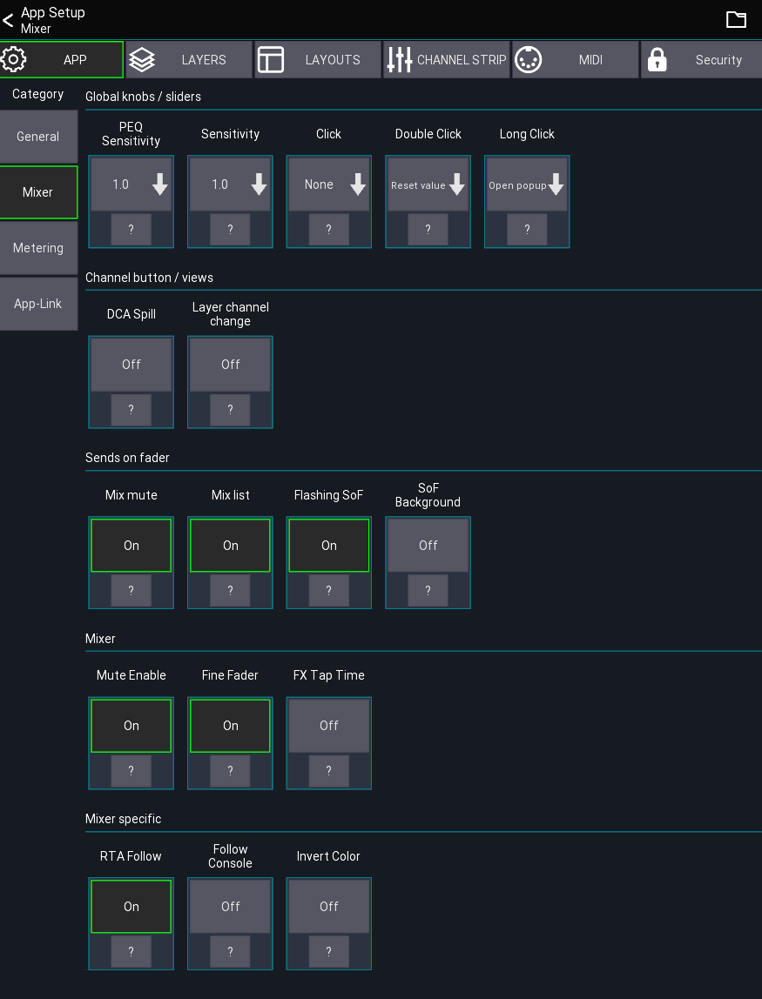 App Setup
Mixer
APP
LAYERS
LAYOUTS
CHANNEL STRIP
MIDI
Security
Category
General
Mixer
Metering
App-Link
Global knobs / sliders
PEQ
Sensitivity
Sensitivity
Click
Double Click
Long Click
1.0
1.0
None
Reset value
Open popup
?
?
?
?
?
Channel button / views
DCA Spill
Layer channel
change
Off
Off
?
?
Sends on fader
Mix mute
Mix list
Flashing SoF
SoF
Background
On
On
On
Off
?
?
?
?
Mixer
Mute Enable
Fine Fader
FX Tap Time
On
On
Off
?
?
?
Mixer specific
RTA Follow
Follow
Console
Invert Color
On
Off
Off
?
?
?